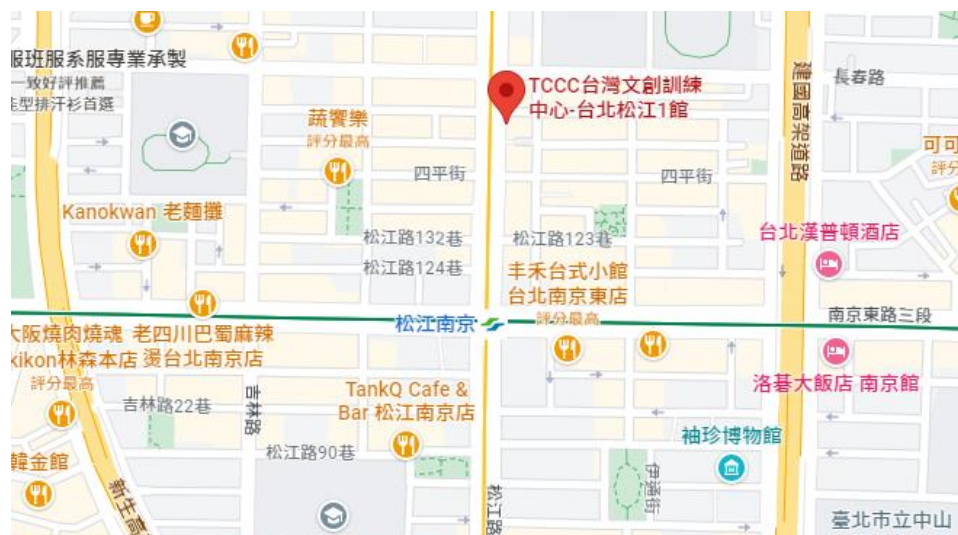 服班服系服專業承製
一致好評推薦
能型排汗衫首選
TCCC台灣文創訓練
中心-台北松江1館
建國高架道路
長春路
蔬饗樂
評分最高
四平街
四平街
可可
評分
Kanokwan 老麵攤
松江路132巷
松江路123巷
台北漢普頓酒店
松江路124巷
丰禾台式小館
台北南京東店
評分最高
松江南京
南京東路三段
大阪燒肉燒魂
kikon林森本店
評分最高
老四川巴蜀麻辣
燙台北南京店
TankQ Cafe &
Bar 松江南京店
洛碁大飯店 南京館
吉林路22巷
吉林路
松江路90巷
袖珍博物館
韓金館
新生高
松江路
伊通街
臺北市立中山